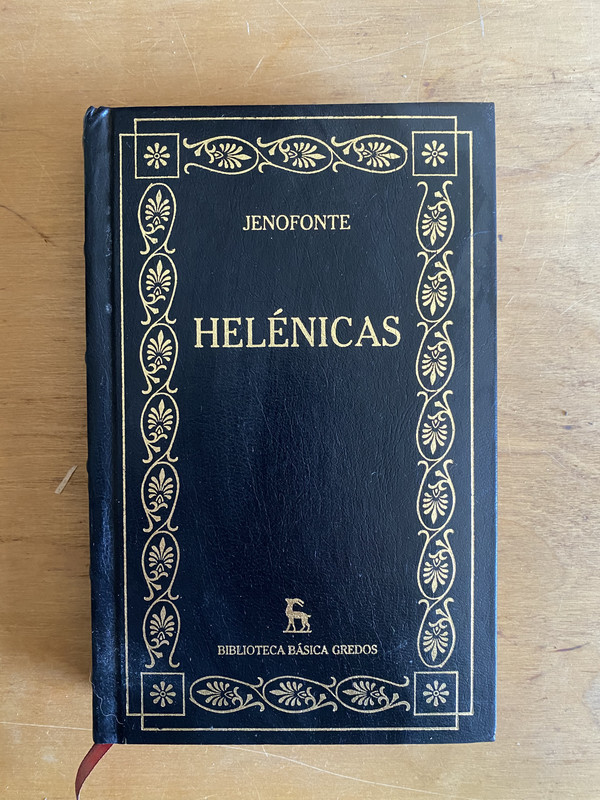 JENOFONTE
HELÉNICAS
BIBLIOTECA BÁSICA GREDOS